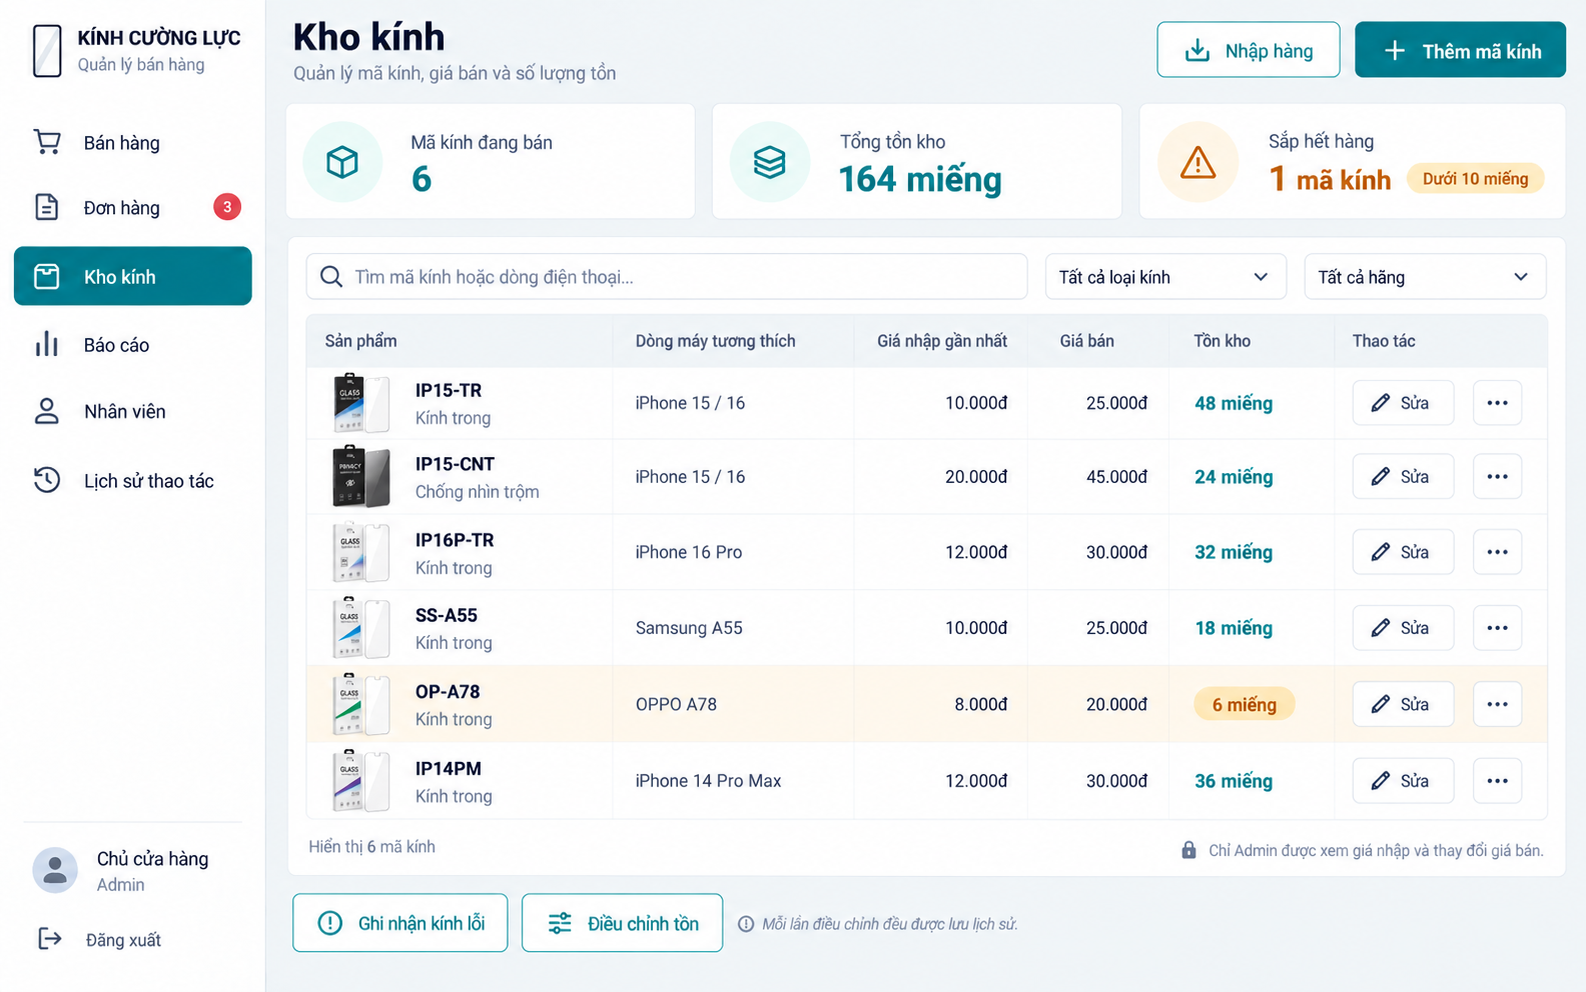 KÍNH CƯỜNG LỰC
Quản lý bán hàng
Bán hàng
Đơn hàng 3
Kho kính
Báo cáo
Nhân viên
Lịch sử thao tác
Chủ cửa hàng
Admin
Đăng xuất
Kho kính
Quản lý mã kính, giá bán và số lượng tồn
Nhập hàng
Thêm mã kính
Mã kính đang bán
6
Tổng tồn kho
164 miếng
Sắp hết hàng
1 mã kính Dưới 10 miếng
Tìm mã kính hoặc dòng điện thoại...
Tất cả loại kính
Tất cả hãng
Sản phẩm Dòng máy tương thích Giá nhập gần nhất Giá bán Tồn kho Thao tác
GLASS
IP15-TR
Kính trong
iPhone 15 / 16 10.000đ 25.000đ 48 miếng Sửa
PRIVACY
IP15-CNT
Chống nhìn trộm
iPhone 15 / 16 20.000đ 45.000đ 24 miếng Sửa
GLASS
IP16P-TR
Kính trong
iPhone 16 Pro 12.000đ 30.000đ 32 miếng Sửa
GLASS
SS-A55
Kính trong
Samsung A55 10.000đ 25.000đ 18 miếng Sửa
GLASS
OP-A78
Kính trong
OPPO A78 8.000đ 20.000đ 6 miếng Sửa
GLASS
IP14PM
Kính trong
iPhone 14 Pro Max 12.000đ 30.000đ 36 miếng Sửa
Hiển thị 6 mã kính
Chỉ Admin được xem giá nhập và thay đổi giá bán.
Ghi nhận kính lỗi
Điều chỉnh tồn
Mỗi lần điều chỉnh đều được lưu lịch sử.